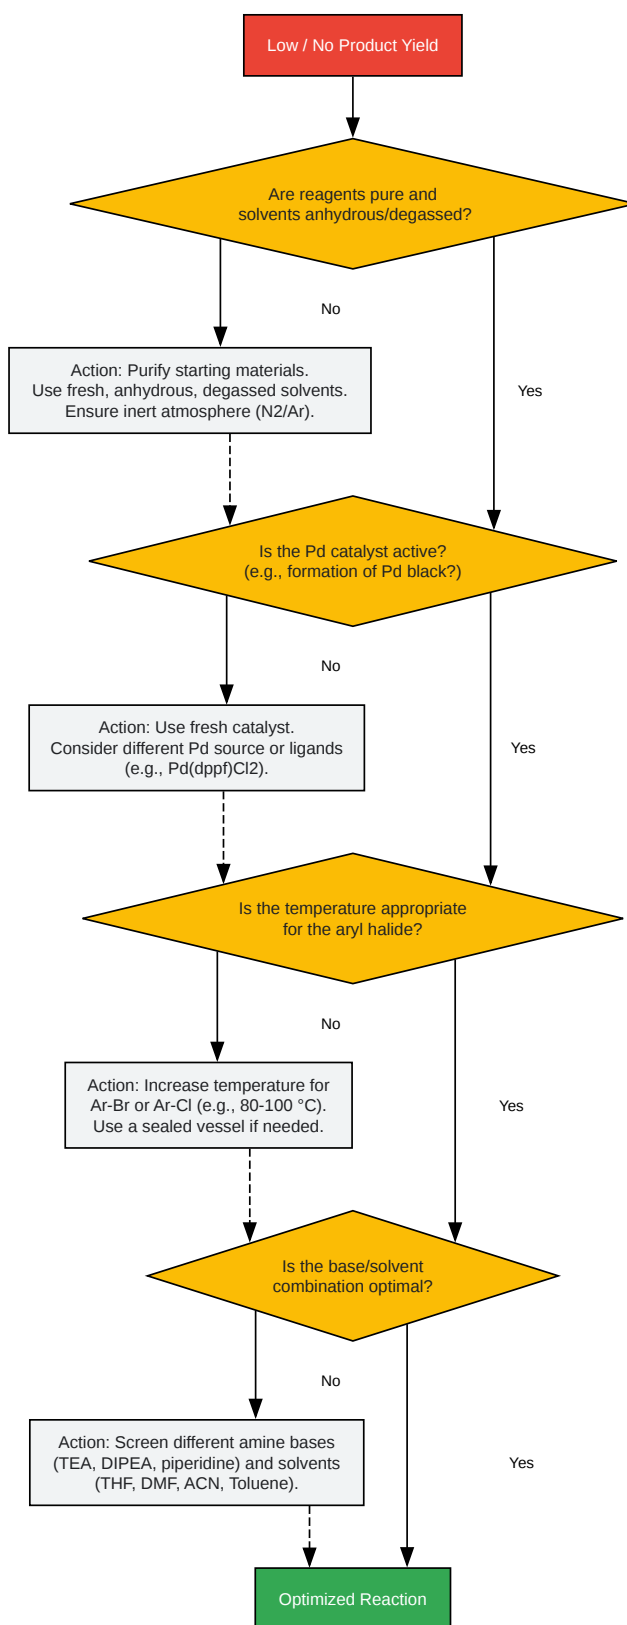 Low / No Product Yield
Are reagents pure and
solvents anhydrous/degassed?
No
Yes
Action: Purify starting materials.
Use fresh, anhydrous, degassed solvents.
Ensure inert atmosphere (N2/Ar).
Is the Pd catalyst active?
(e.g., formation of Pd black?)
No
Yes
Action: Use fresh catalyst.
Consider different Pd source or ligands
(e.g., Pd(dppf)Cl2).
Is the temperature appropriate
for the aryl halide?
No
Yes
Action: Increase temperature for
Ar-Br or Ar-Cl (e.g., 80-100 °C).
Use a sealed vessel if needed.
Is the base/solvent
combination optimal?
No
Yes
Action: Screen different amine bases
(TEA, DIPEA, piperidine) and solvents
(THF, DMF, ACN, Toluene).
Optimized Reaction